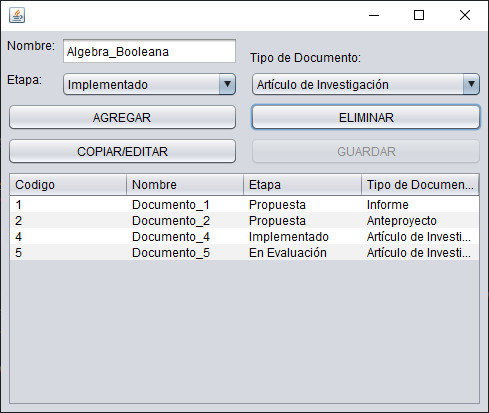 Nombre: Algebra_Booleana
Tipo de Documento:
Etapa: Implementado Artículo de Investigación
AGREGAR ELIMINAR
COPIAR/EDITAR GUARDAR
Codigo Nombre Etapa Tipo de Documen...
1 Documento_1 Propuesta Informe
2 Documento_2 Propuesta Anteproyecto
4 Documento_4 Implementado Artículo de Investi...
5 Documento_5 En Evaluación Artículo de Investi...